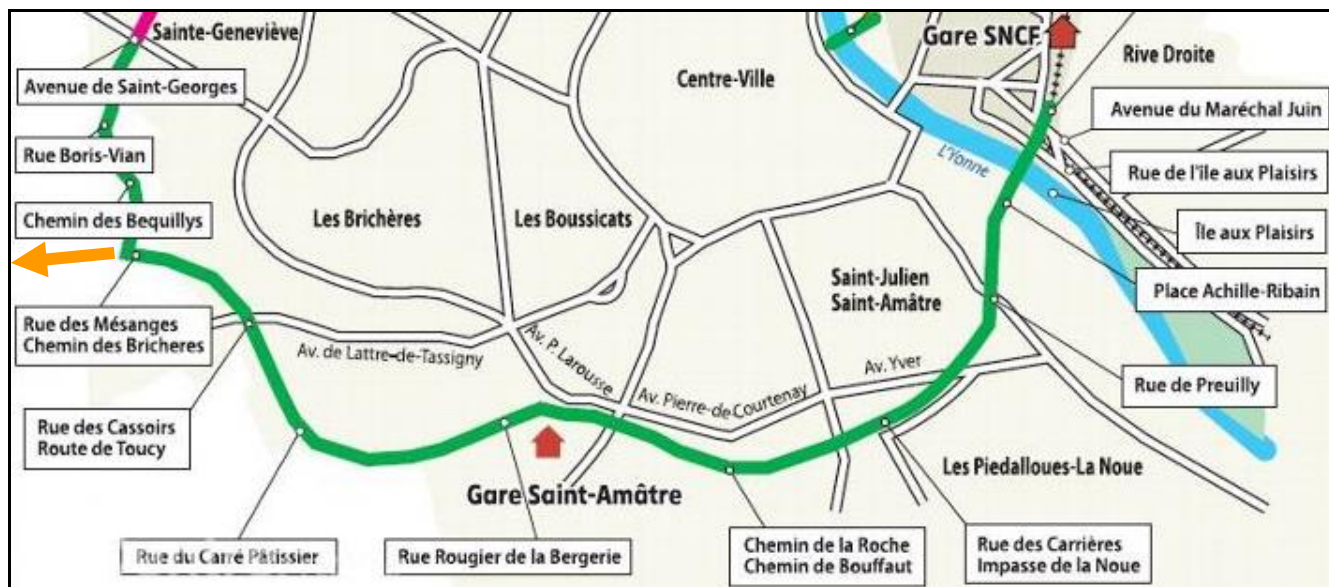 Sainte-Geneviève
Gare SNCF
Rive Droite
Centre-Ville
Avenue de Saint-Georges
Avenue du Maréchal Juin
Rue Boris-Vian
L'Yonne
Rue de l'île aux Plaisirs
Chemin des Bequillys
Les Brichères
Les Boussicats
Île aux Plaisirs
Saint-Julien
Saint-Amâtre
Place Achille-Ribain
Rue des Mésanges
Chemin des Bricheres
Av. de Lattre-de-Tassigny
Av. P. Larousse
Av. Yver
Av. Pierre-de Courtenay
Rue de Preuilly
Rue des Cassoirs
Route de Toucy
Les Piedalloues-La Noue
Gare Saint-Amâtre
Rue du Carré Pâtissier
Rue Rougier de la Bergerie
Chemin de la Roche
Chemin de Bouffaut
Rue des Carrières
Impasse de la Noue